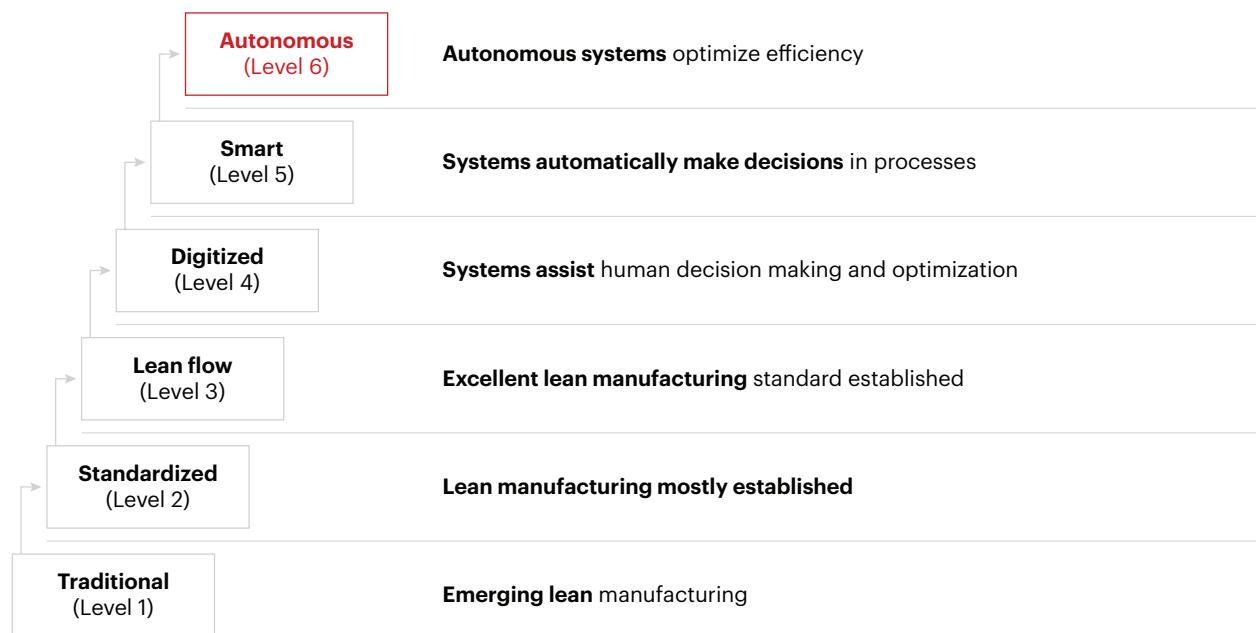 Autonomous
(Level 6)
Autonomous systems optimize efficiency
Smart
(Level 5)
Systems automatically make decisions in processes
Digitized
(Level 4)
Systems assist human decision making and optimization
Lean flow
(Level 3)
Excellent lean manufacturing standard established
Standardized
(Level 2)
Lean manufacturing mostly established
Traditional
(Level 1)
Emerging lean manufacturing